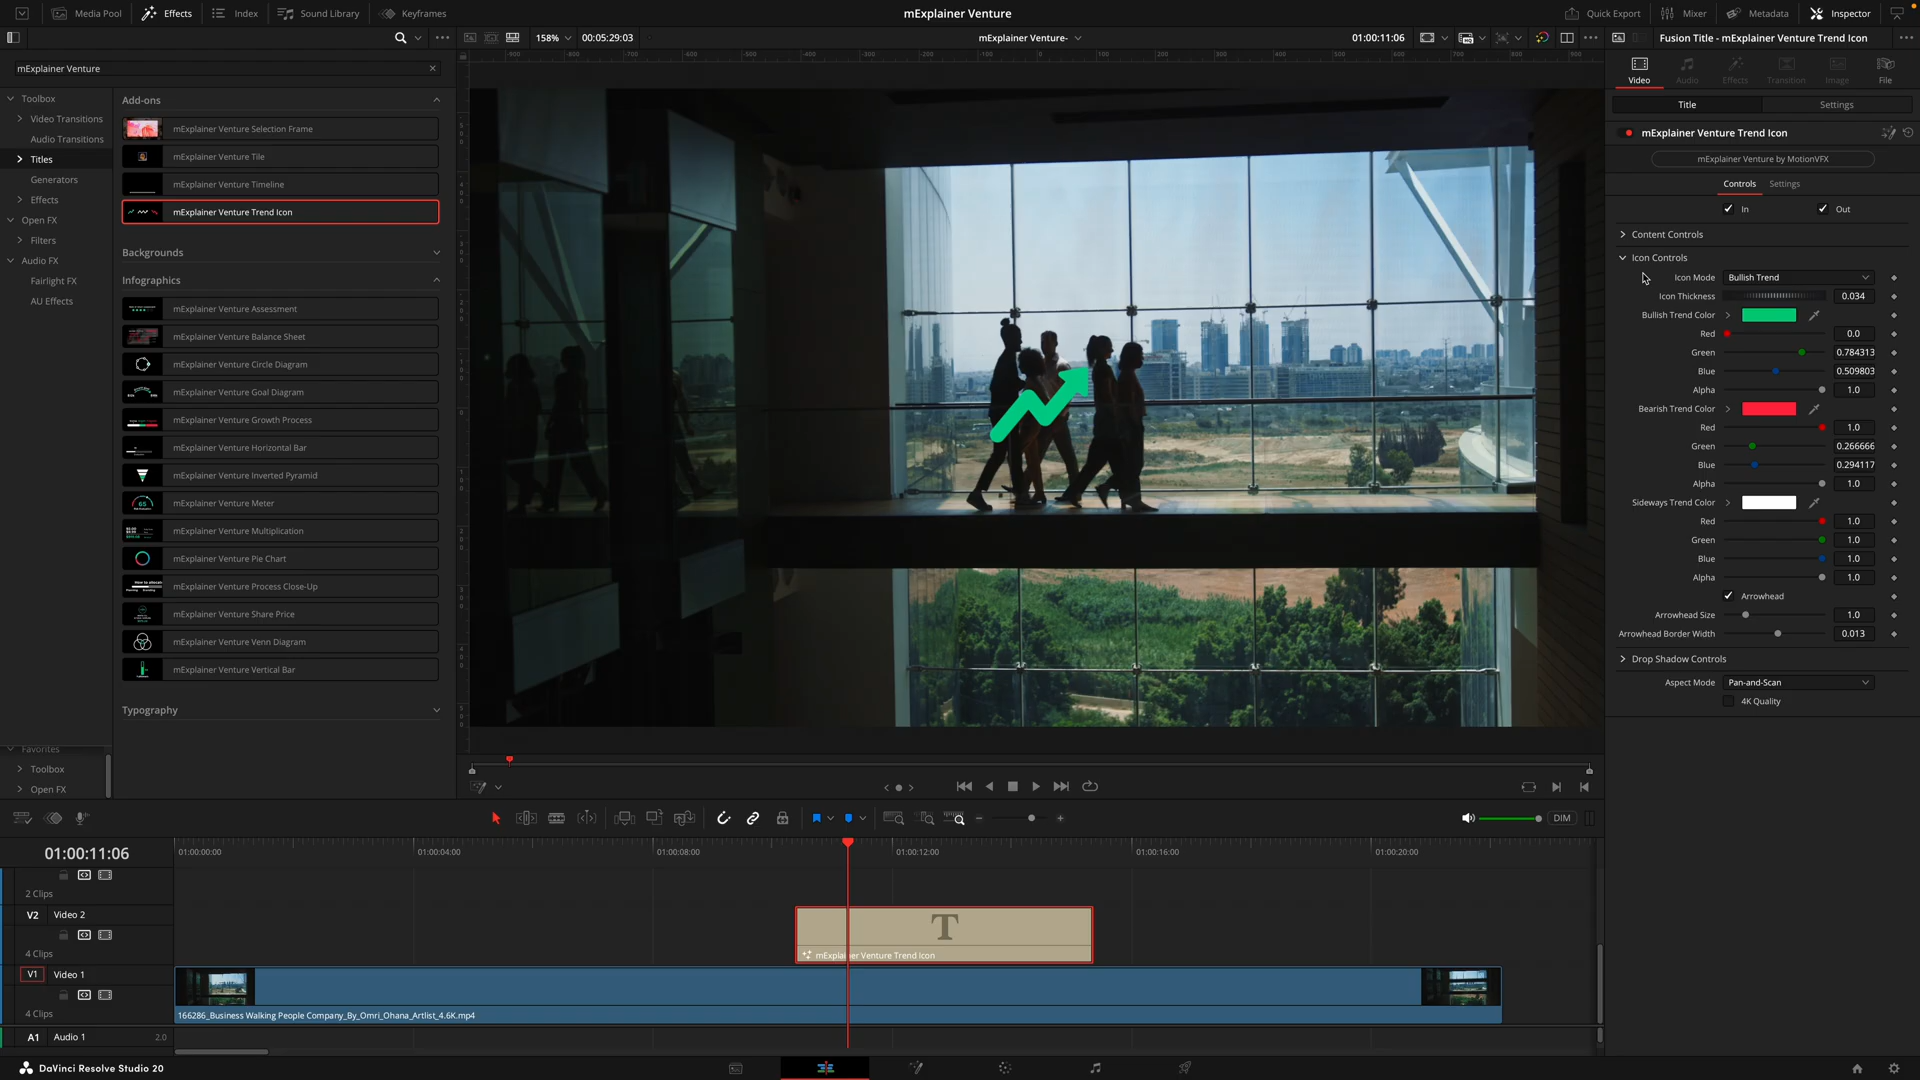 Media Pool
Effects
Index
Sound Library
Keyframes
mExplainer Venture
Quick Export
Mixer
Metadata
Inspector
158%
00:05:29:03
mExplainer Venture-
01:00:11:06
Fusion Title - mExplainer Venture Trend Icon
mExplainer Venture
Toolbox
Video Transitions
Audio Transitions
Titles
Generators
Effects
Open FX
Filters
Audio FX
Fairlight FX
AU Effects
Favorites
Toolbox
Open FX
Add-ons
mExplainer Venture Selection Frame
mExplainer Venture Tile
mExplainer Venture Timeline
mExplainer Venture Trend Icon
Backgrounds
Infographics
mExplainer Venture Assessment
mExplainer Venture Balance Sheet
mExplainer Venture Circle Diagram
mExplainer Venture Goal Diagram
mExplainer Venture Growth Process
mExplainer Venture Horizontal Bar
mExplainer Venture Inverted Pyramid
mExplainer Venture Meter
mExplainer Venture Multiplication
mExplainer Venture Pie Chart
mExplainer Venture Process Close-Up
mExplainer Venture Share Price
mExplainer Venture Venn Diagram
mExplainer Venture Vertical Bar
Typography
Video
Audio
Effects
Transition
Image
File
Title
Settings
mExplainer Venture Trend Icon
mExplainer Venture by MotionVFX
Controls
Settings
In
Out
Content Controls
Icon Controls
Icon Mode
Bullish Trend
Icon Thickness
0.034
Bullish Trend Color
Red
0.0
Green
0.784313
Blue
0.509803
Alpha
1.0
Bearish Trend Color
Red
1.0
Green
0.266666
Blue
0.294117
Alpha
1.0
Sideways Trend Color
Red
1.0
Green
1.0
Blue
1.0
Alpha
1.0
Arrowhead
Arrowhead Size
1.0
Arrowhead Border Width
0.013
Drop Shadow Controls
Aspect Mode
Pan-and-Scan
4K Quality
DIM
01:00:11:06
01:00:00:00
01:00:04:00
01:00:08:00
01:00:12:00
01:00:16:00
01:00:20:00
2 Clips
V2
Video 2
4 Clips
T
mExplainer Venture Trend Icon
V1
Video 1
4 Clips
166286_Business Walking People Company_By_Omri_Ohana_Artlist_4.6K.mp4
A1
Audio 1
2.0
DaVinci Resolve Studio 20